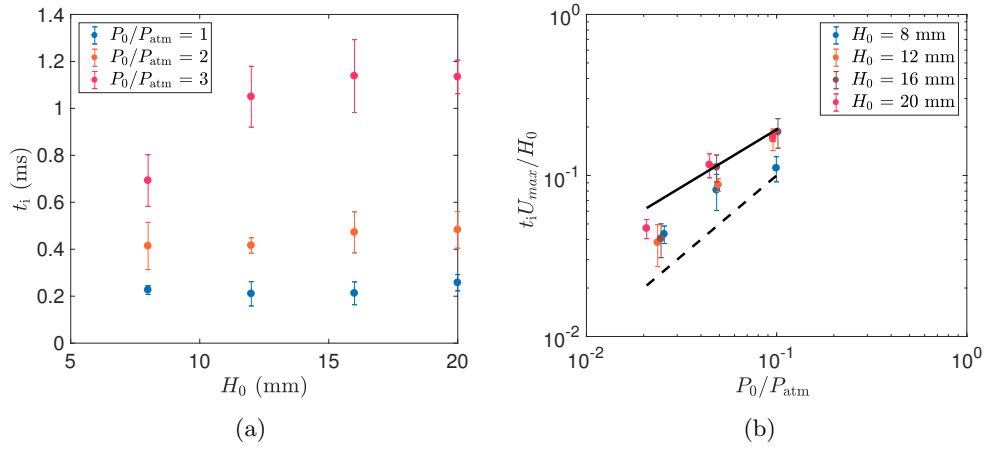 1.4
1.2
1
0.8
0.6
0.4
0.2
0
5
10
15
20
t_i (ms)
H_0 (mm)
P_0/P_atm = 1
P_0/P_atm = 2
P_0/P_atm = 3
(a)
10^0
10^-1
10^-2
10^-2
10^-1
10^0
t_i U_max/H_0
P_0/P_atm
H_0 = 8 mm
H_0 = 12 mm
H_0 = 16 mm
H_0 = 20 mm
(b)